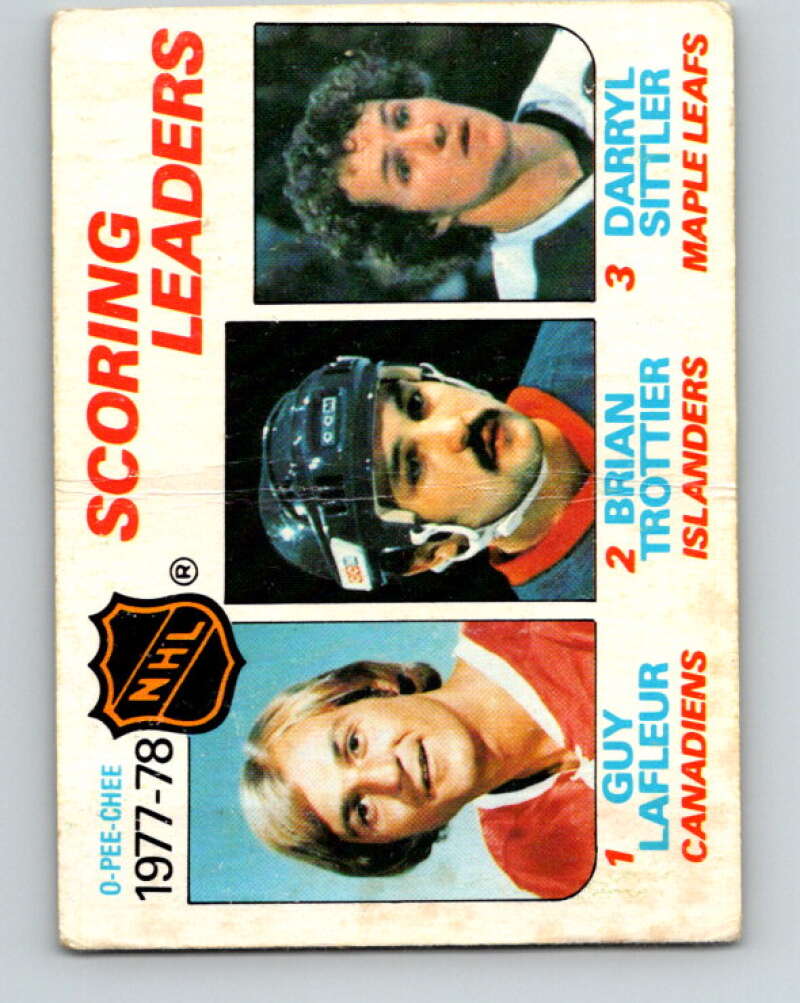 O-PEE-CHEE
1977-78
NHL ®
SCORING
LEADERS
CCM
1 GUY
LAFLEUR
CANADIENS
2 BRIAN
TROTTIER
ISLANDERS
3 DARRYL
SITTLER
MAPLE LEAFS